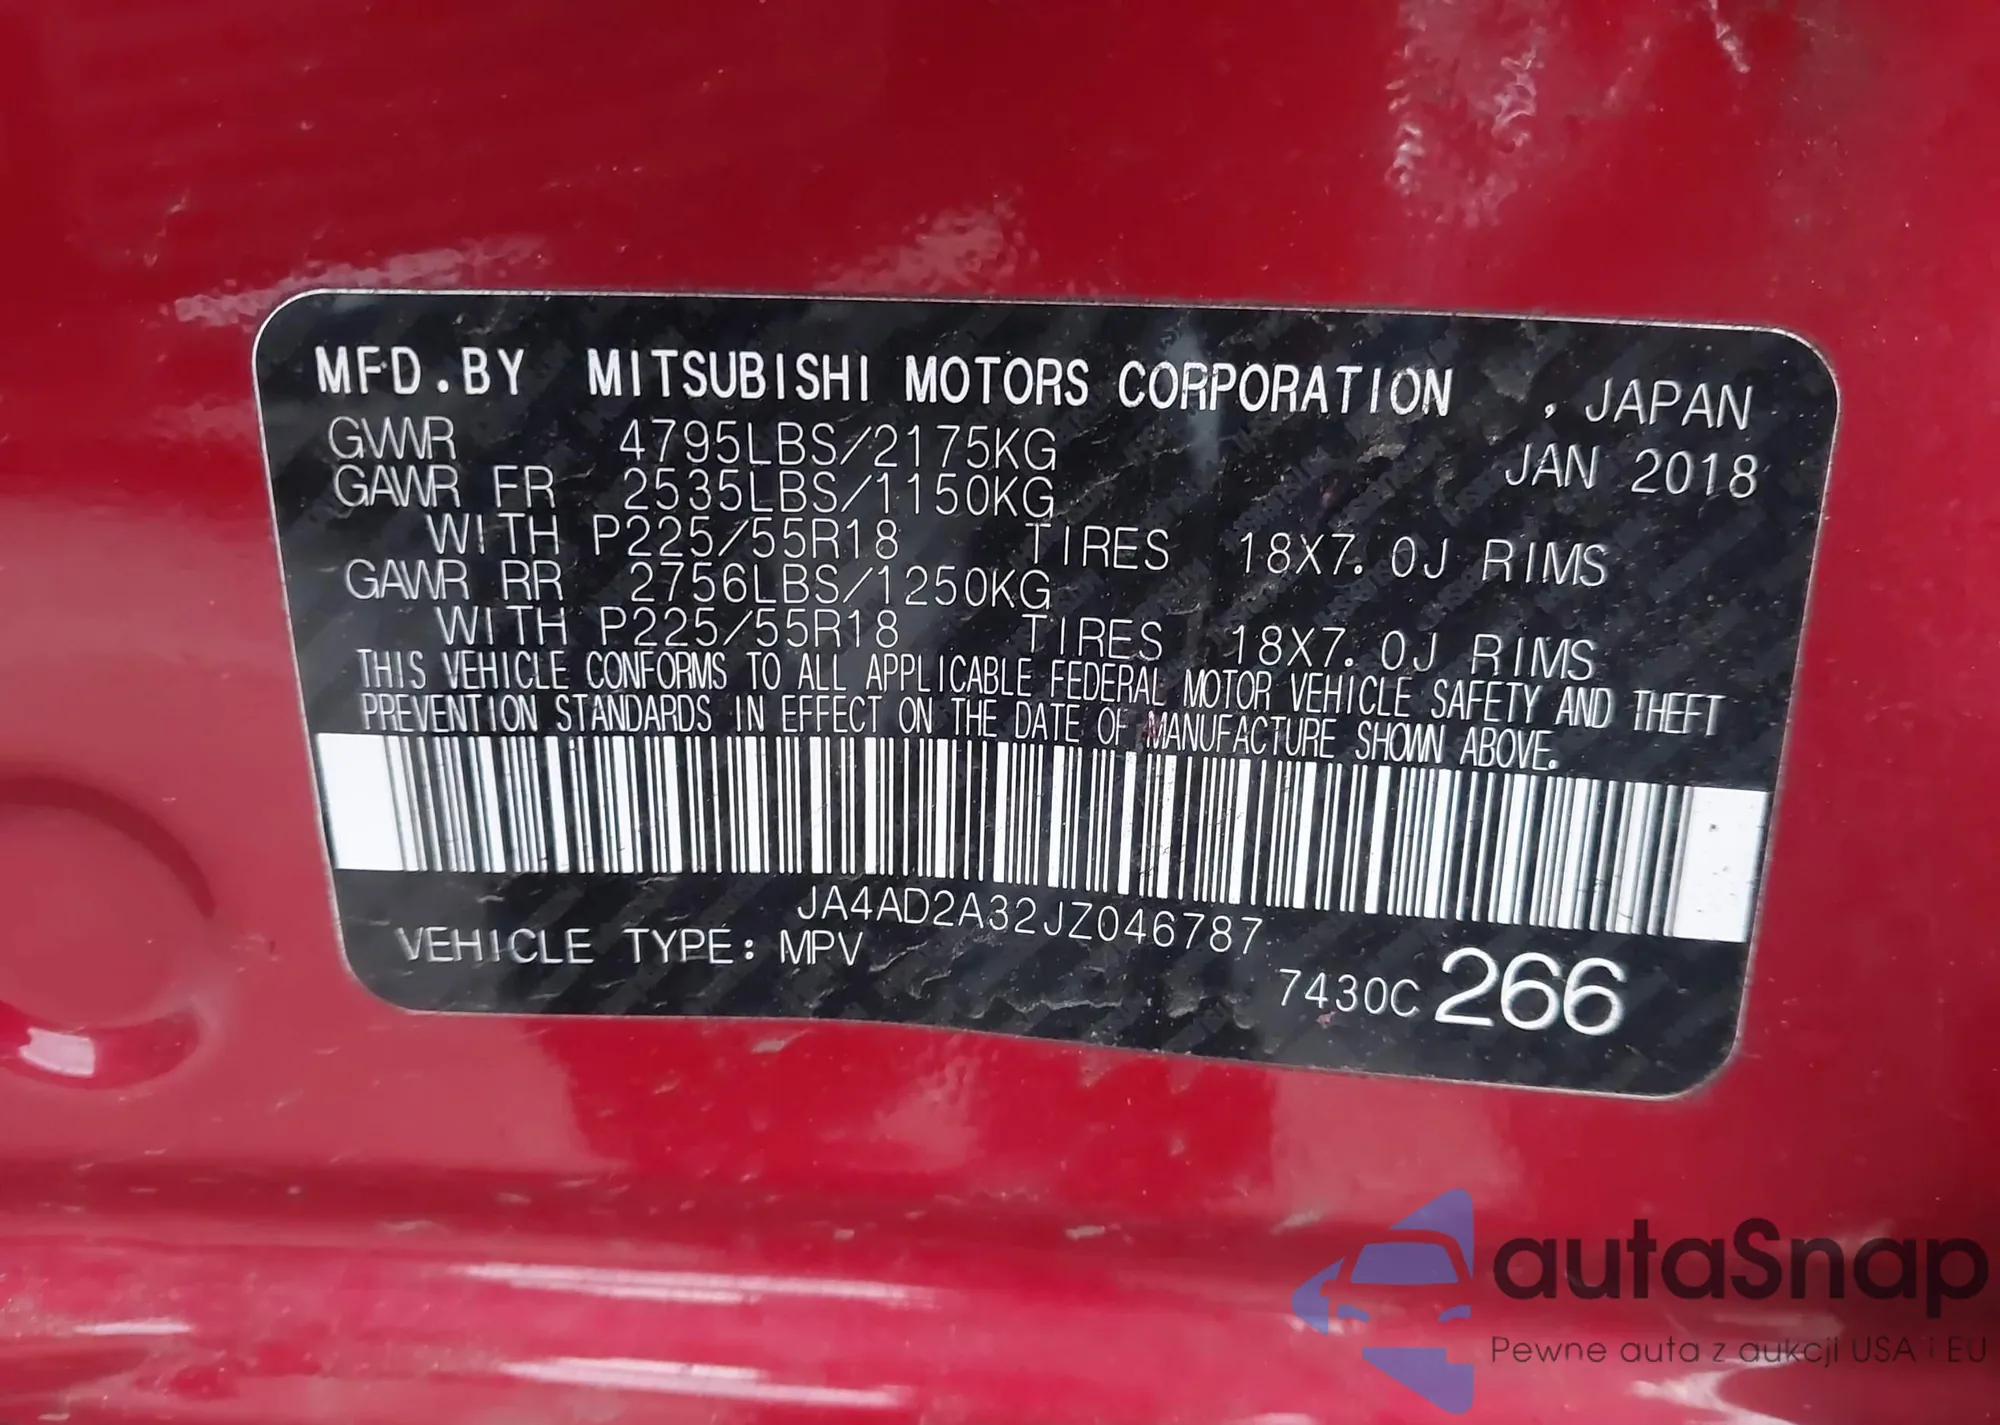 MFD.BY MITSUBISHI MOTORS CORPORATION , JAPAN
GVWR 4795LBS/2175KG JAN 2018
GAWR FR 2535LBS/1150KG
WITH P225/55R18 TIRES 18X7.0J RIMS
GAWR RR 2756LBS/1250KG
WITH P225/55R18 TIRES 18X7.0J RIMS
THIS VEHICLE CONFORMS TO ALL APPLICABLE FEDERAL MOTOR VEHICLE SAFETY AND THEFT
PREVENTION STANDARDS IN EFFECT ON THE DATE OF MANUFACTURE SHOWN ABOVE.
JA4AD2A32JZ046787
VEHICLE TYPE: MPV
7430C 266
autaSnap
Pewne auta z aukcji USA i EU